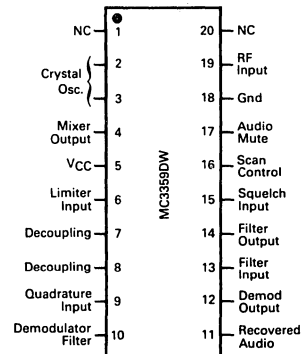 NC 1
20 NC
Crystal
Osc.
2
3
19 RF
Input
18 Gnd
Mixer
Output 4
17 Audio
Mute
VCC 5
16 Scan
Control
Limiter
Input 6
15 Squelch
Input
Decoupling 7
14 Filter
Output
Decoupling 8
13 Filter
Input
Quadrature
Input 9
12 Demod
Output
Demodulator
Filter 10
11 Recovered
Audio
MC3359DW